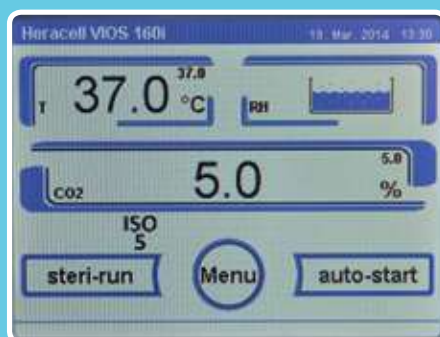 Heracell VIOS 160i 19. Mar. 2014 13:30
37.0
T 37.0 °C RH
5.0
CO2 5.0 %
ISO
5
steri-run Menu auto-start